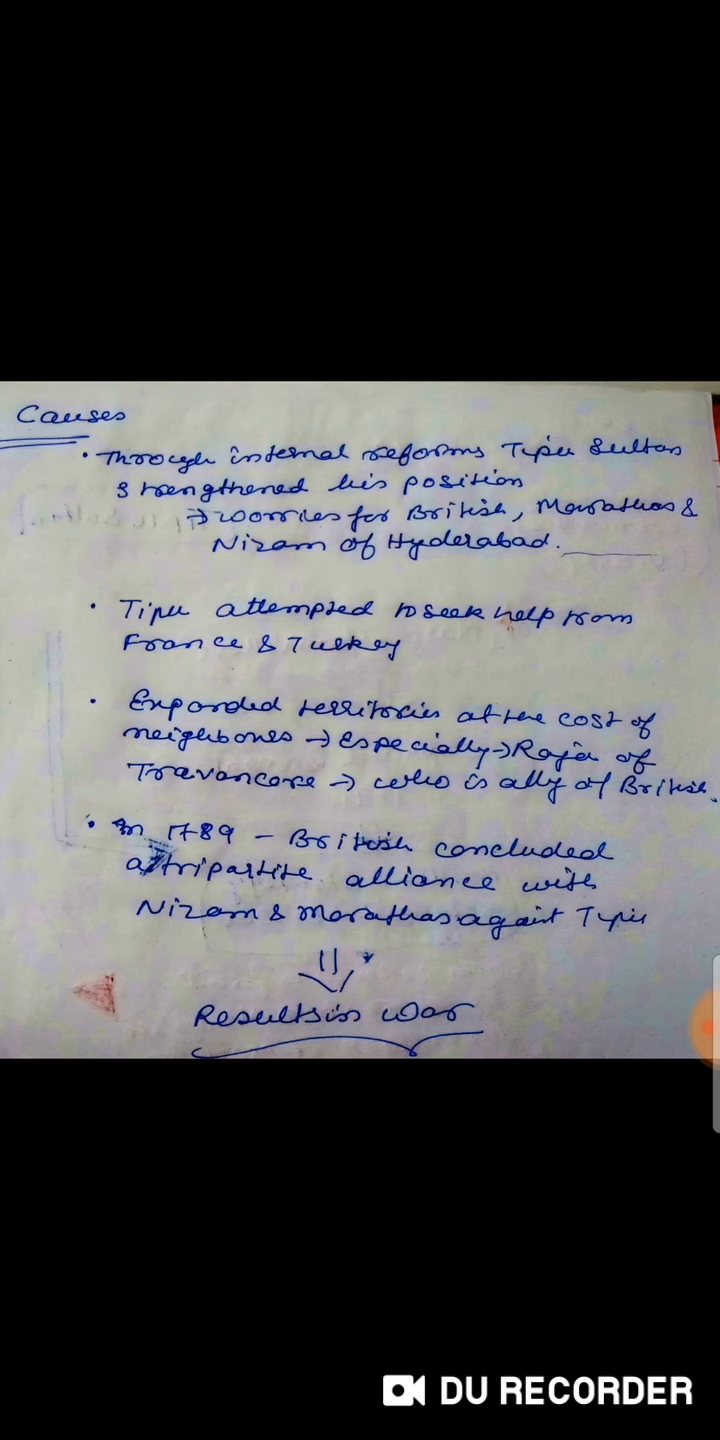 Causes
• Through internal reforms Tipu Sultan
strengthened his position
→ worries for British, Marathas &
Nizam of Hyderabad.
• Tipu attempted to seek help from
France & Turkey
• Expanded territories at the cost of
neighbones → especially → Raja of
Travancore → who is ally of British.
• In 1789 - British concluded
a tripartite alliance with
Nizam & Marathas againt Tipu
⇓
Results in war
DU RECORDER